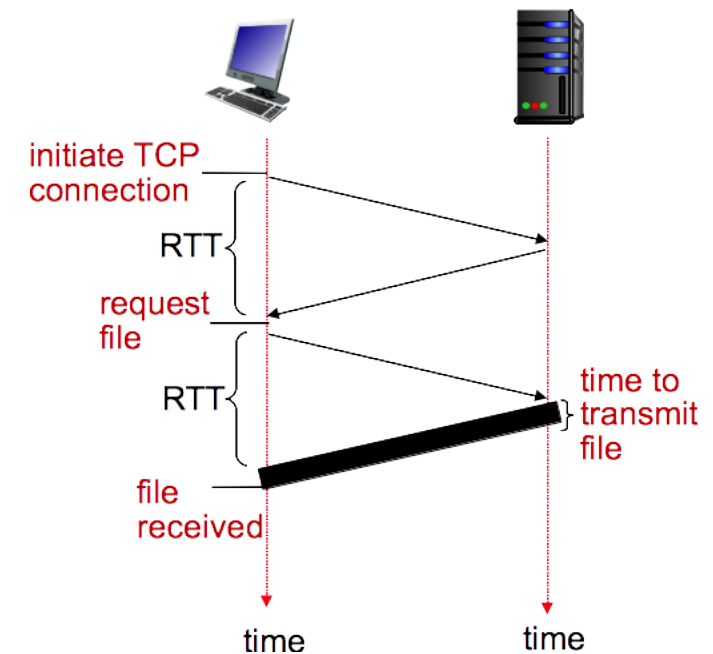 initiate TCP
connection
RTT
request
file
RTT
time to
transmit
file
file
received
time
time